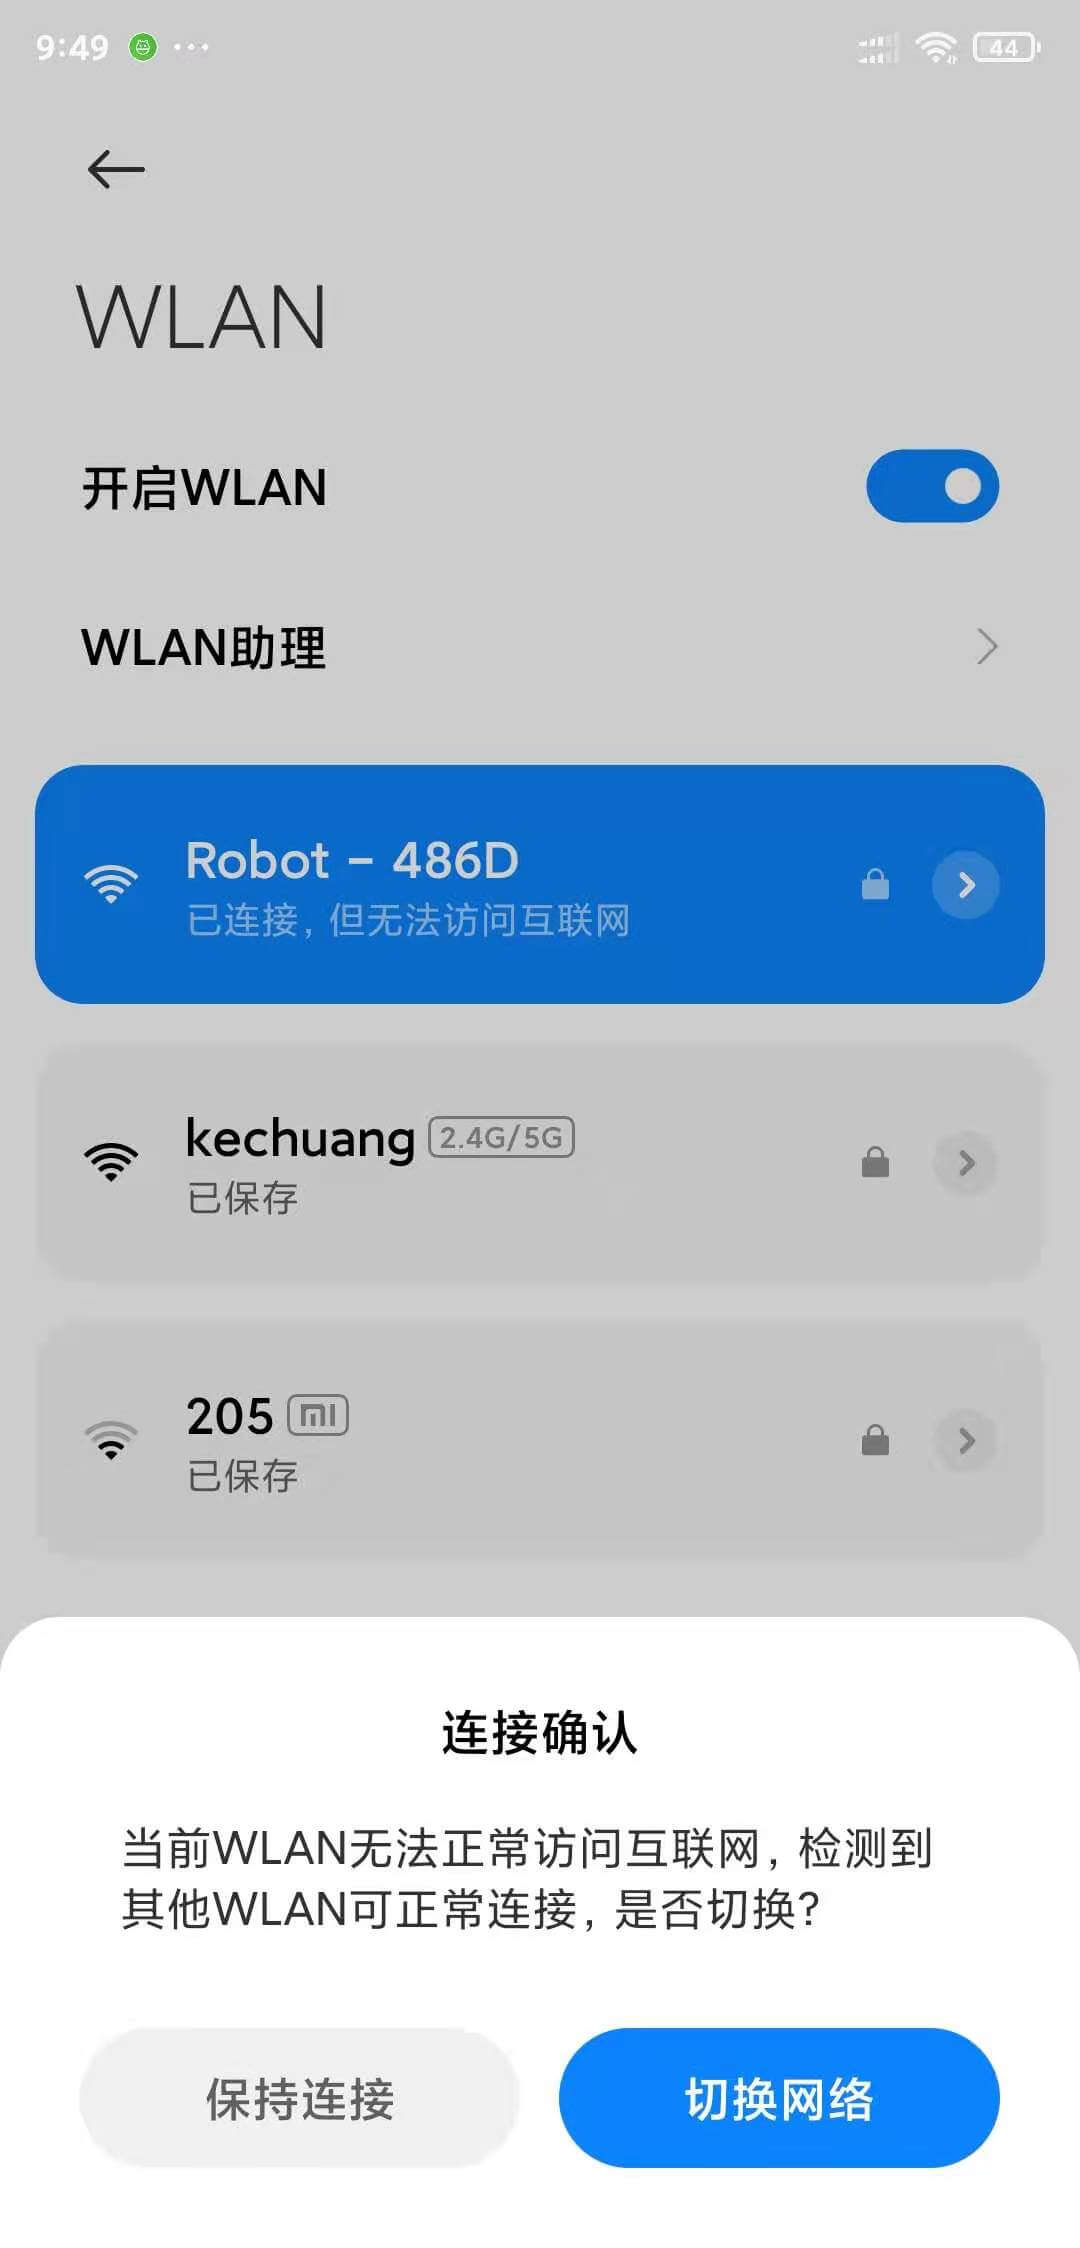 9:49
44
WLAN
开启WLAN
WLAN助理
Robot - 486D
已连接，但无法访问互联网
kechuang 2.4G/5G
已保存
205 mi
已保存
连接确认
当前WLAN无法正常访问互联网，检测到
其他WLAN可正常连接，是否切换？
保持连接 切换网络